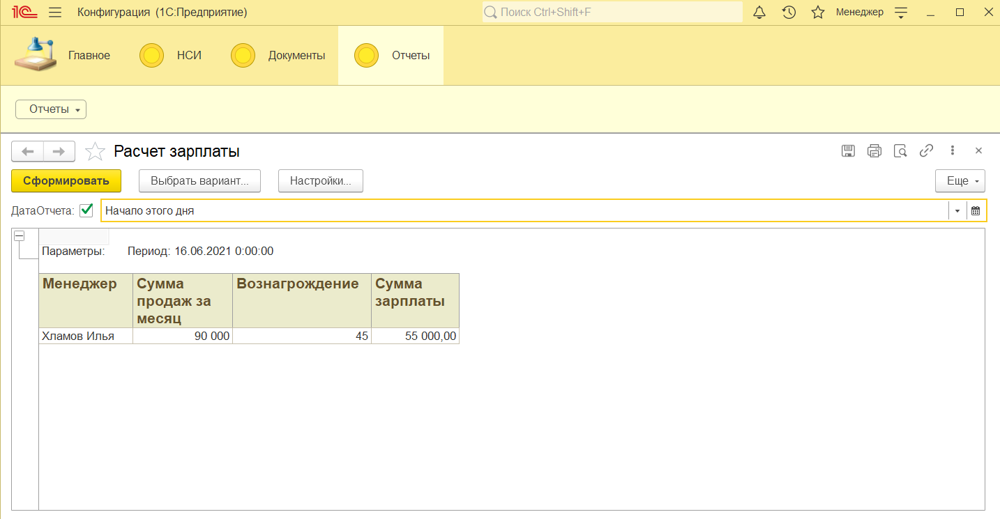 1С Конфигурация (1С:Предприятие) Поиск Ctrl+Shift+F Менеджер
Главное НСИ Документы Отчеты
Отчеты
Расчет зарплаты
Сформировать Выбрать вариант... Настройки... Еще
ДатаОтчета: Начало этого дня
Параметры: Период: 16.06.2021 0:00:00
Менеджер Сумма Вознагрождение Сумма
продаж за зарплаты
месяц
Хламов Илья 90 000 45 55 000,00